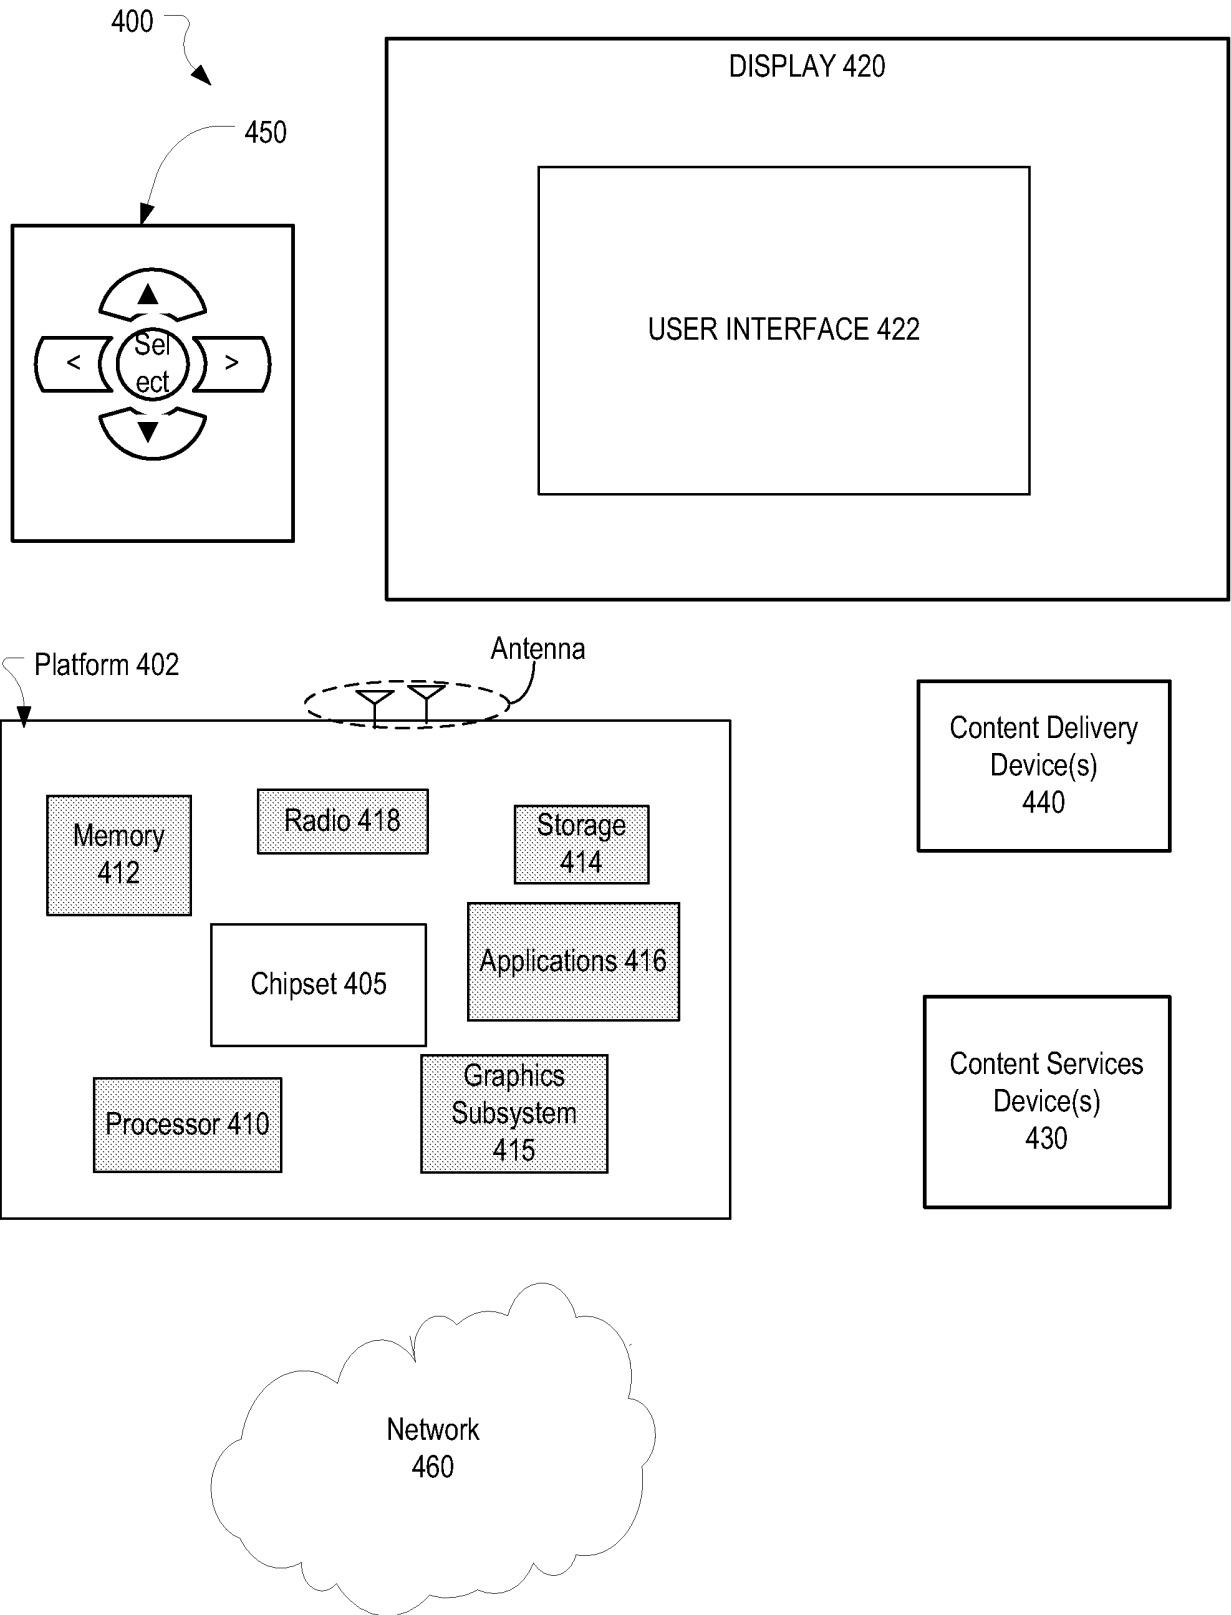 400
DISPLAY 420
450
USER INTERFACE 422
<
Sel
ect
>
Antenna
Platform 402
Content Delivery
Device(s)
440
Memory
412
Radio 418
Storage
414
Applications 416
Chipset 405
Content Services
Device(s)
430
Graphics
Subsystem
415
Processor 410
Network
460